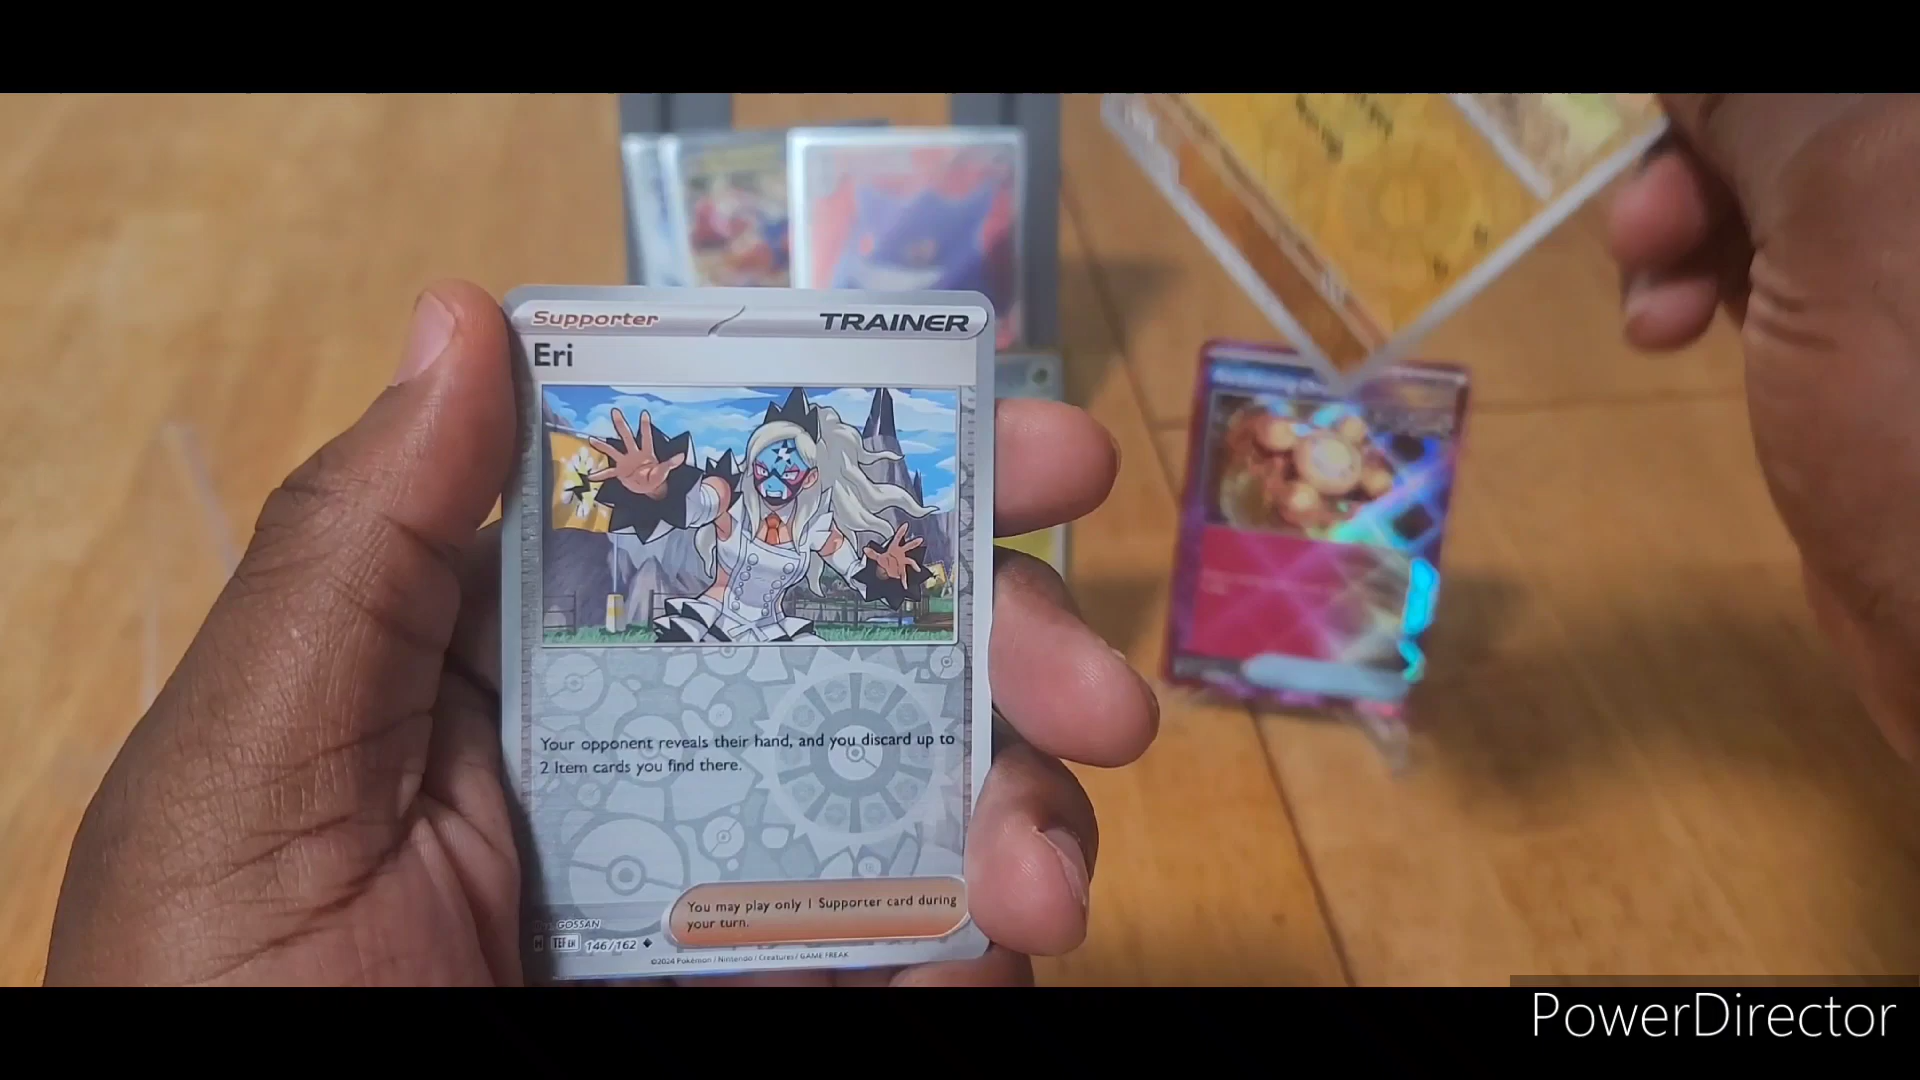 Supporter
TRAINER
Eri
Your opponent reveals their hand, and you discard up to
2 Item cards you find there.
You may play only 1 Supporter card during
your turn.
GOSSAN
H TEF EN 146/162
©2024 Pokémon / Nintendo / Creatures / GAME FREAK
PowerDirector